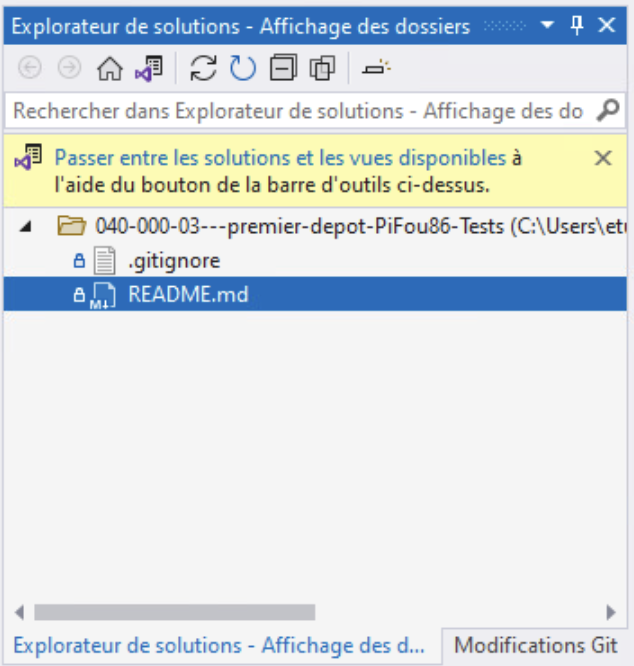 Explorateur de solutions - Affichage des dossiers
Rechercher dans Explorateur de solutions - Affichage des do
Passer entre les solutions et les vues disponibles à
l'aide du bouton de la barre d'outils ci-dessus.
040-000-03---premier-depot-PiFou86-Tests (C:\Users\etu
.gitignore
M↓ README.md
Explorateur de solutions - Affichage des d... Modifications Git